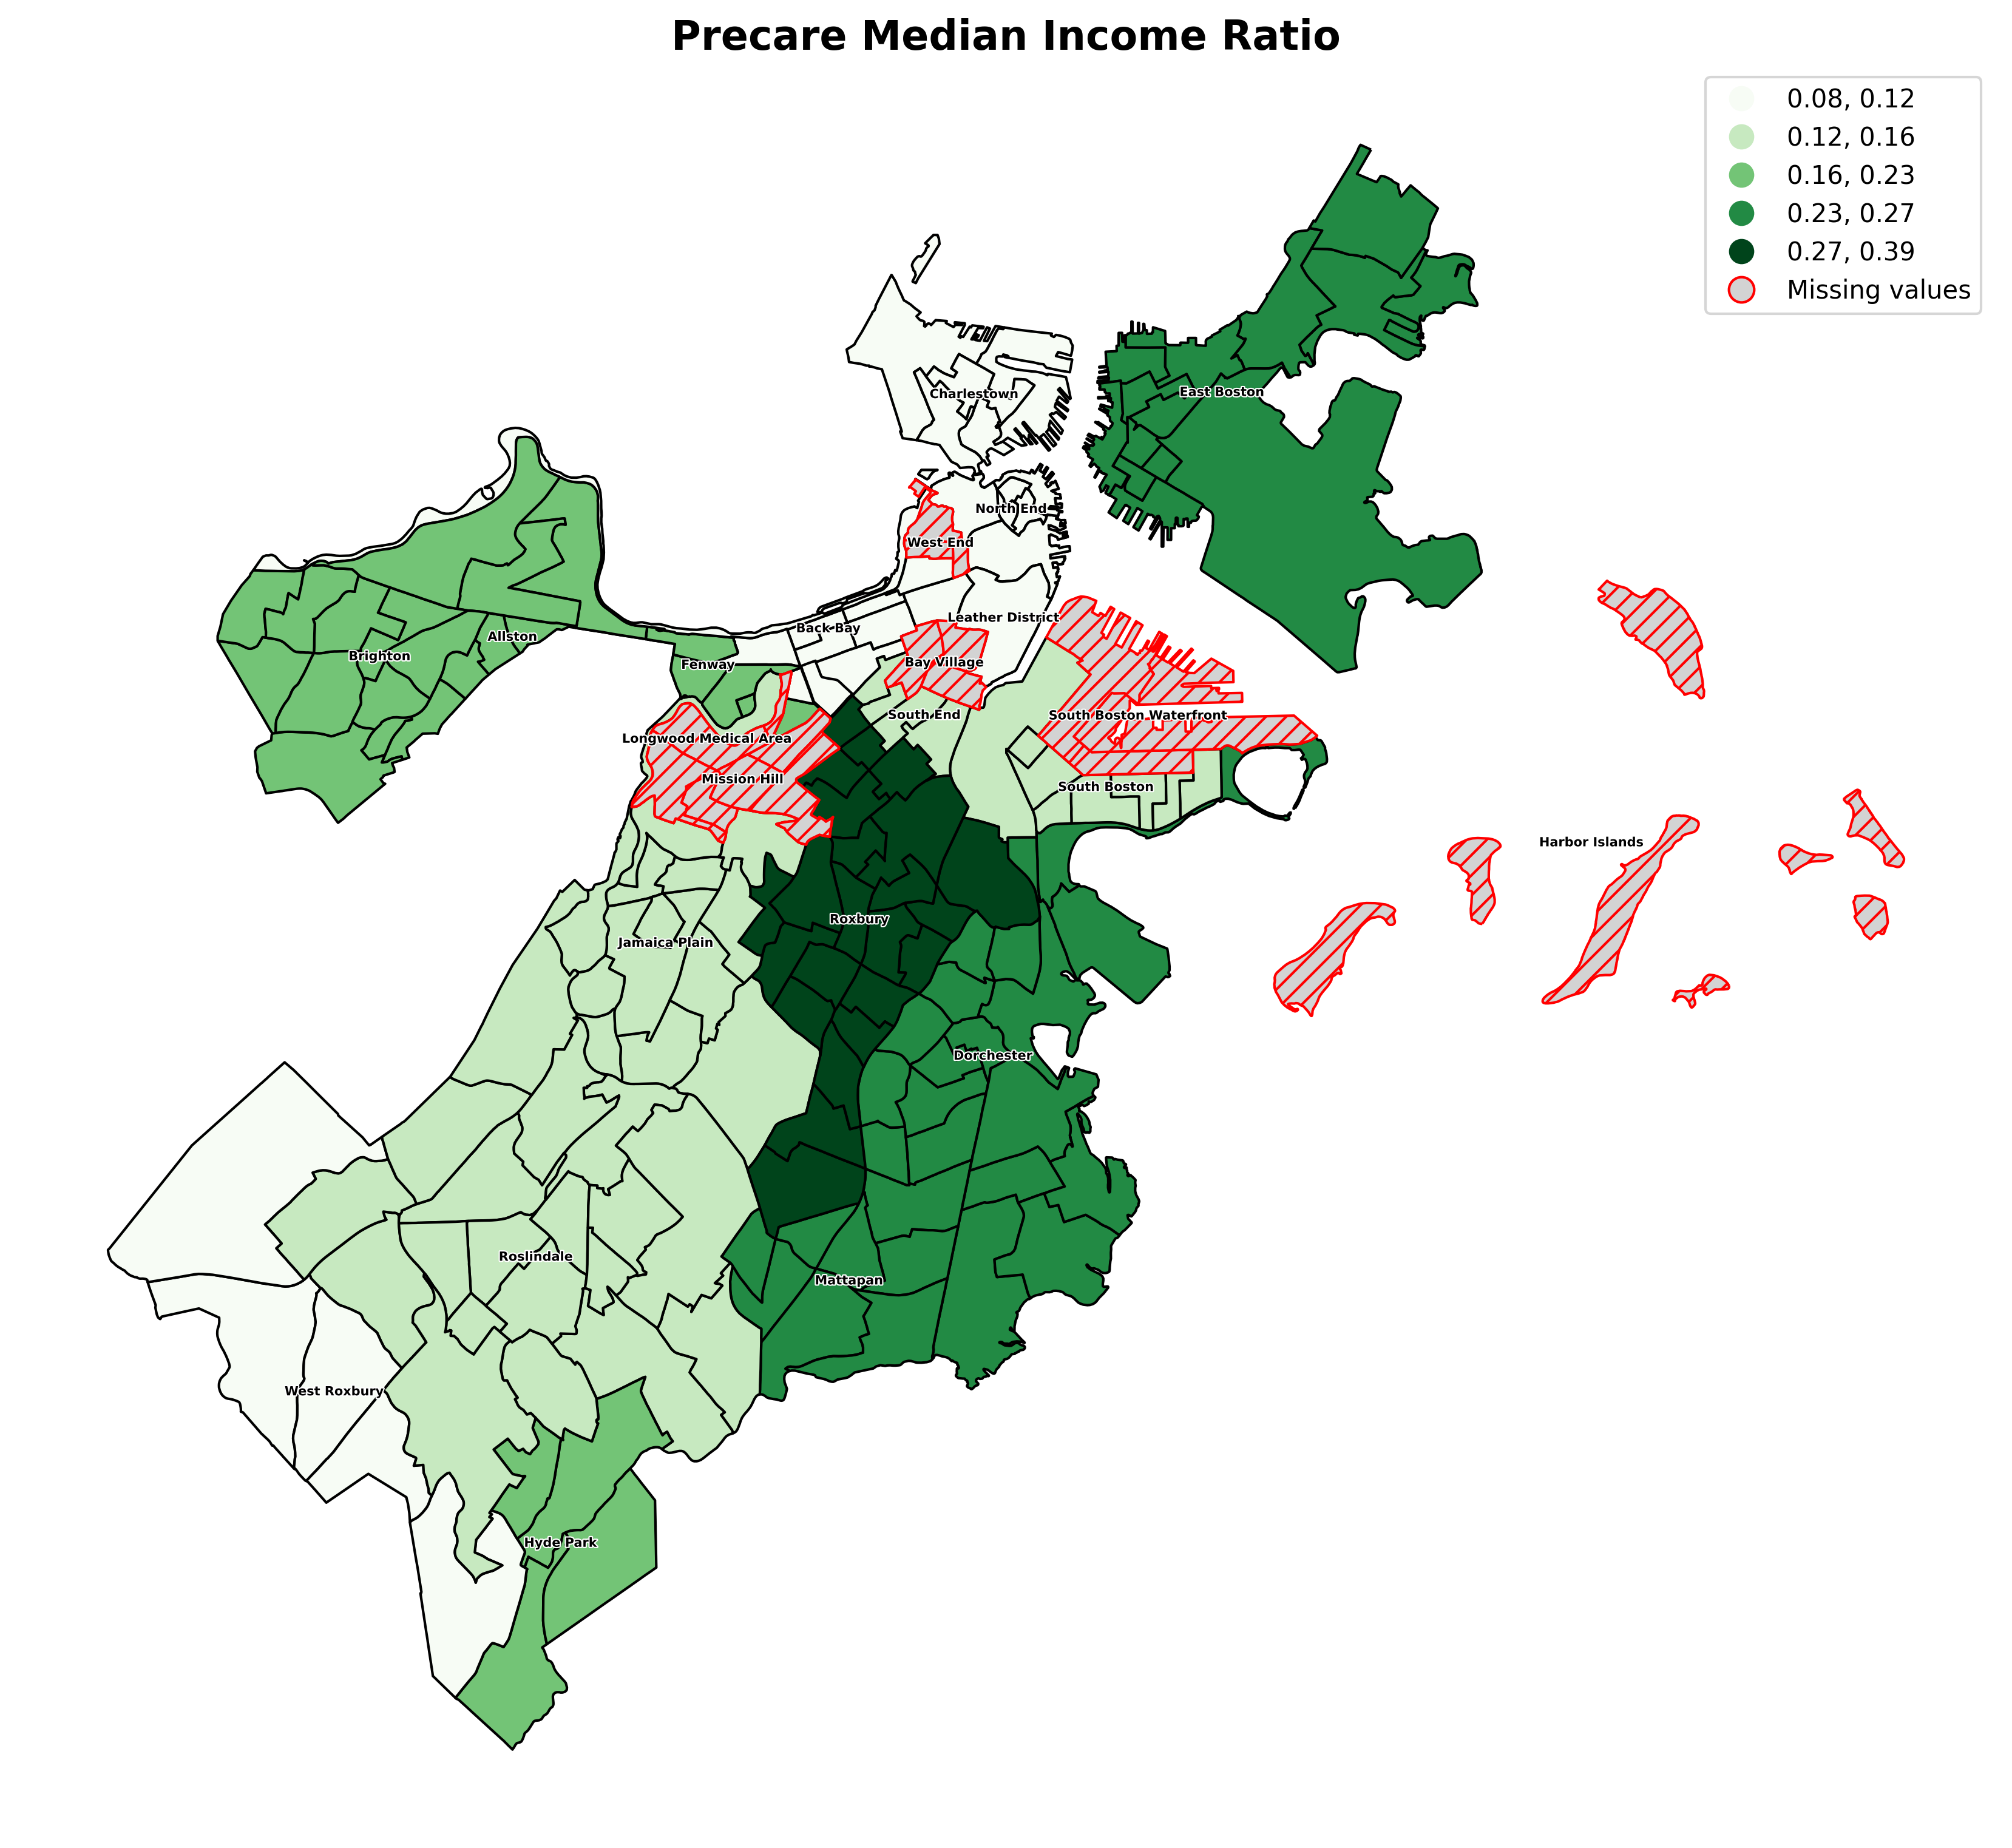 Precare Median Income Ratio
0.08, 0.12
0.12, 0.16
0.16, 0.23
0.23, 0.27
0.27, 0.39
Missing values
Charlestown
East Boston
North End
West End
Leather District
Back Bay
Allston
Brighton
Fenway
Bay Village
South End
South Boston Waterfront
Longwood Medical Area
Mission Hill
South Boston
Harbor Islands
Roxbury
Jamaica Plain
Dorchester
Roslindale
Mattapan
West Roxbury
Hyde Park